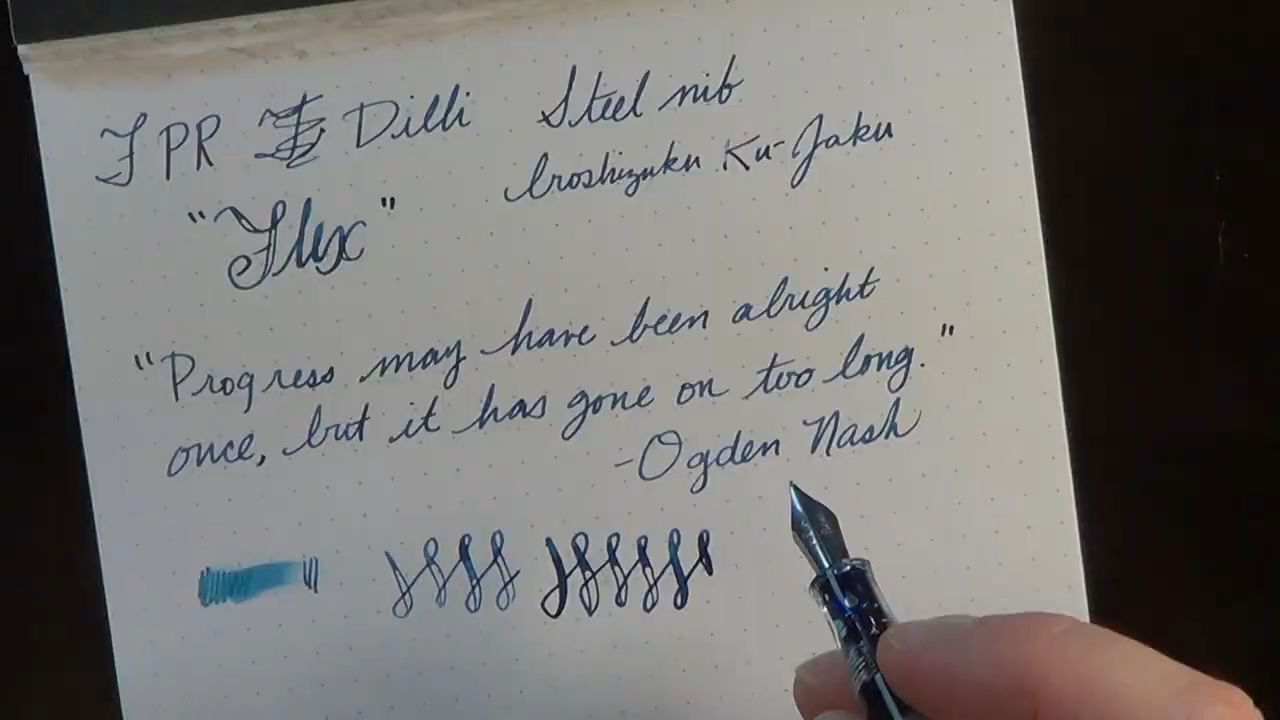 FPR Dilli Steel nib
"Flex" Iroshizuku Ku-Jaku
"Progress may have been alright
once, but it has gone on too long."
-Ogden Nash